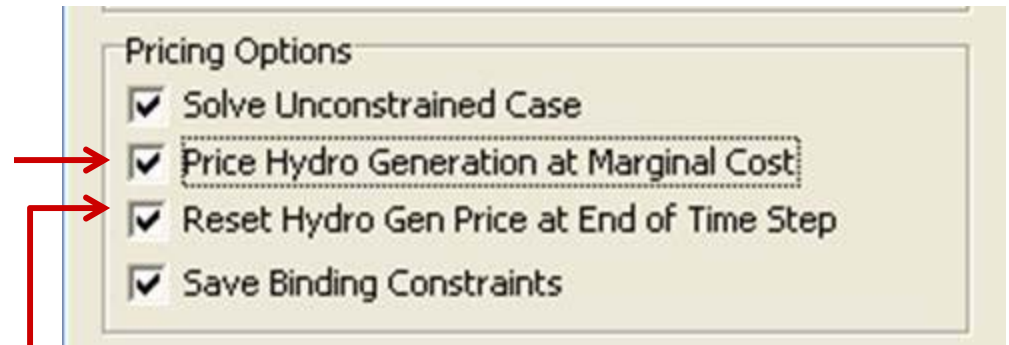 Pricing Options
Solve Unconstrained Case
Price Hydro Generation at Marginal Cost
Reset Hydro Gen Price at End of Time Step
Save Binding Constraints